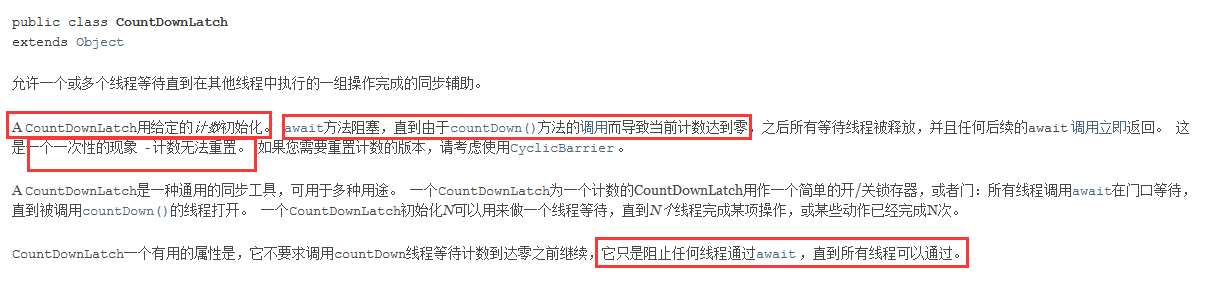 public class CountDownLatch
extends Object
允许一个或多个线程等待直到在其他线程中执行的一组操作完成的同步辅助。
A CountDownLatch用给定的计数初始化。 await方法阻塞，直到由于countDown()方法的调用而导致当前计数达到零，之后所有等待线程被释放，并且任何后续的await 调用立即返回。 这
是一个一次性的现象 - 计数无法重置。 如果您需要重置计数的版本，请考虑使用CyclicBarrier 。
A CountDownLatch是一种通用的同步工具，可用于多种用途。 一个CountDownLatch为一个计数的CountDownLatch用作一个简单的开/关锁存器，或者门：所有线程调用await在门口等待，
直到被调用countDown()的线程打开。 一个CountDownLatch初始化N可以用来做一个线程等待，直到N个线程完成某项操作，或某些动作已经完成N次。
CountDownLatch一个有用的属性是，它不要求调用countDown线程等待计数到达零之前继续，它只是阻止任何线程通过await ，直到所有线程可以通过。